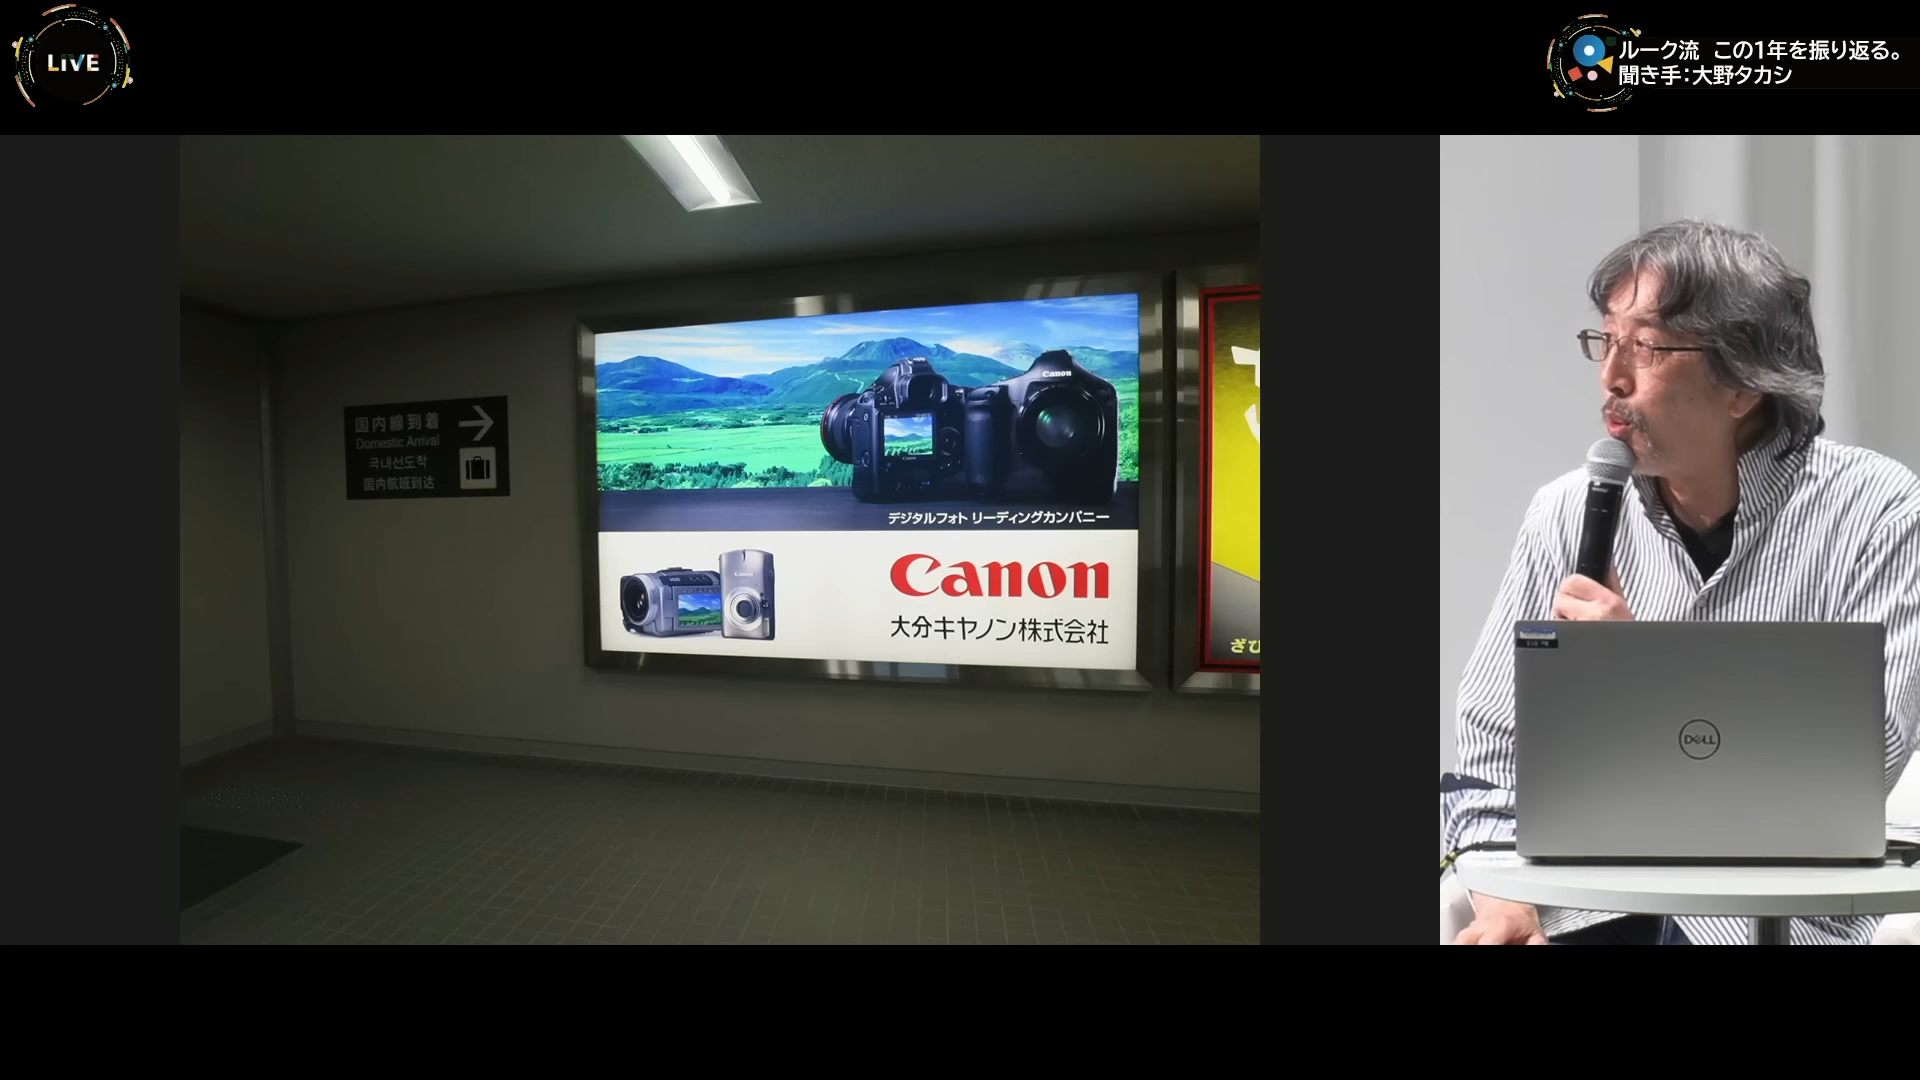 LIVE
ルーク流 この1年を振り返る。
聞き手：大野タカシ
国内線到着
Domestic Arrival
국내선도착
国内航班到达
Canon
デジタルフォト リーディングカンパニー
Canon
大分キヤノン株式会社
DELL